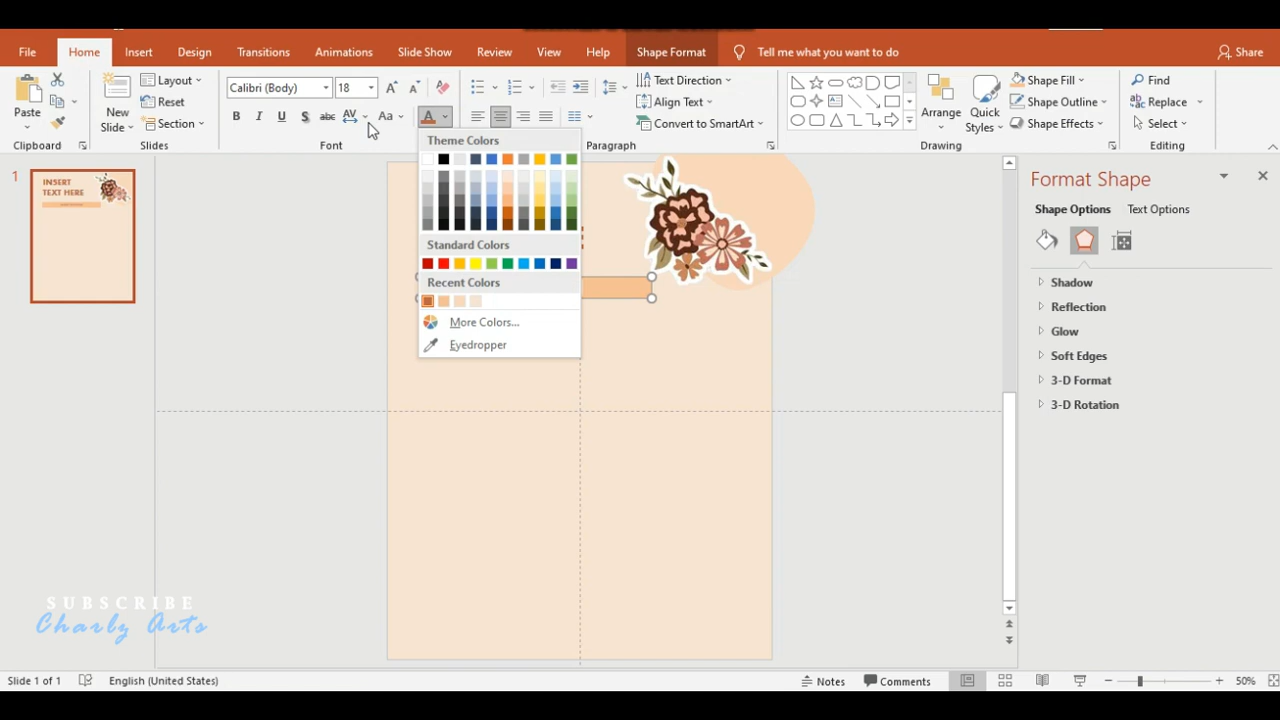 File Home Insert Design Transitions Animations Slide Show Review View Help Shape Format Tell me what you want to do Share
Paste
New
Slide
Layout
Reset
Section
Calibri (Body) 18
B I U S abc AV Aa A
Text Direction
Align Text
Convert to SmartArt
Arrange
Quick
Styles
Shape Fill
Shape Outline
Shape Effects
Find
Replace
Select
Clipboard Slides Font Paragraph Drawing Editing
Theme Colors
Standard Colors
Recent Colors
More Colors...
Eyedropper
1
INSERT
TEXT HERE
Format Shape
Shape Options Text Options
Shadow
Reflection
Glow
Soft Edges
3-D Format
3-D Rotation
SUBSCRIBE
Charly Arts
Slide 1 of 1 English (United States) Notes Comments 50%